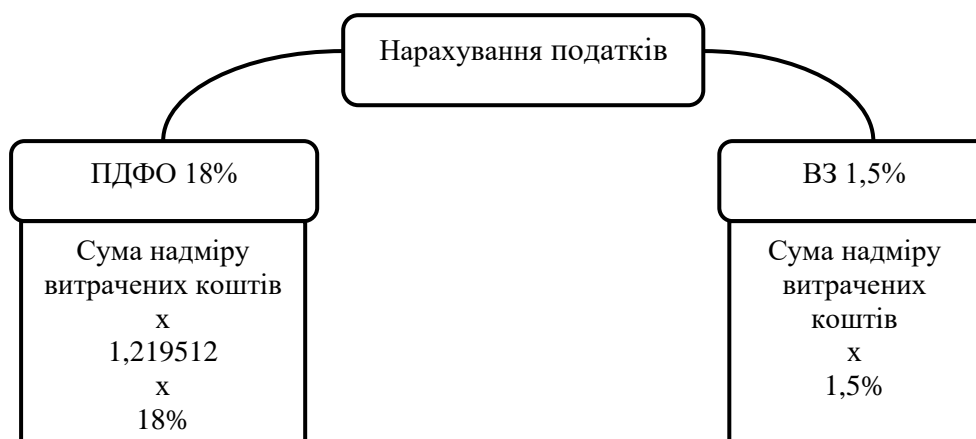 Нарахування податків
ПДФО 18%
Сума надміру
витрачених коштів
х
1,219512
х
18%
ВЗ 1,5%
Сума надміру
витрачених
коштів
х
1,5%